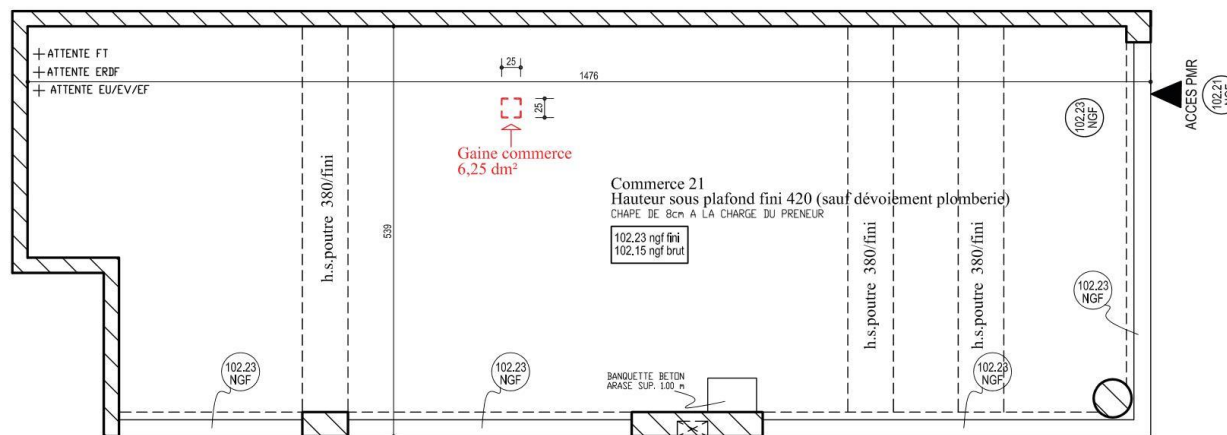 + ATTENTE FT
+ ATTENTE ERDF
+ ATTENTE EU/EV/EF
25
1476
25
Gaine commerce
6,25 dm²
h.s.poutre 380/fini
539
Commerce 21
Hauteur sous plafond fini 420 (sauf dévoiement plomberie)
CHAPE DE 8cm A LA CHARGE DU PRENEUR
102.23 ngf fini
102.15 ngf brut
h.s.poutre 380/fini
h.s.poutre 380/fini
102.23
NGF
ACCES PMR
102.21
NGF
102.23
NGF
102.23
NGF
102.23
NGF
BANQUETTE BETON
ARASE SUP. 1.00 m
102.23
NGF